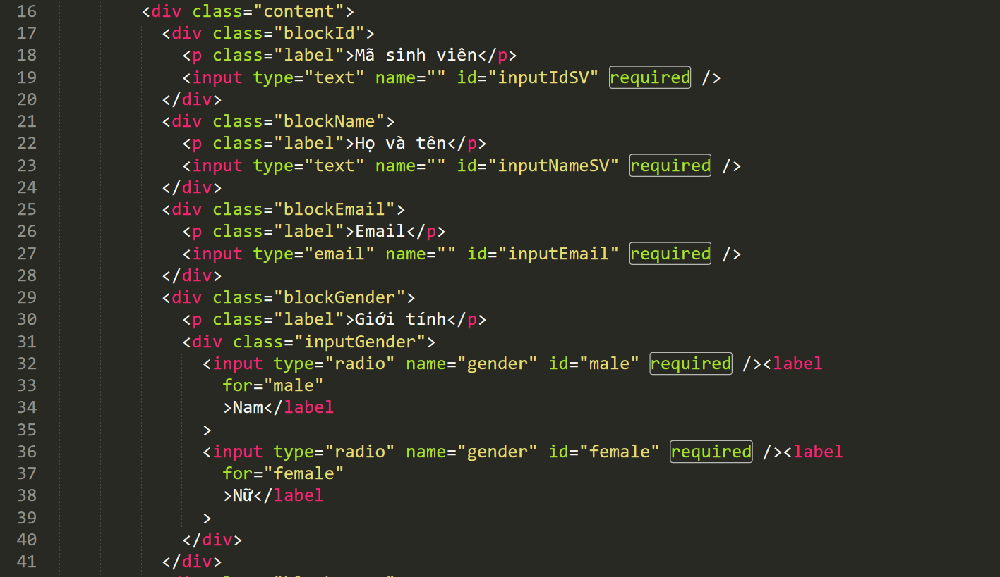 16 <div class="content">
17 <div class="blockId">
18 <p class="label">Mã sinh viên</p>
19 <input type="text" name="" id="inputIdSV" required />
20 </div>
21 <div class="blockName">
22 <p class="label">Họ và tên</p>
23 <input type="text" name="" id="inputNameSV" required />
24 </div>
25 <div class="blockEmail">
26 <p class="label">Email</p>
27 <input type="email" name="" id="inputEmail" required />
28 </div>
29 <div class="blockGender">
30 <p class="label">Giới tính</p>
31 <div class="inputGender">
32 <input type="radio" name="gender" id="male" required /><label
33 for="male"
34 >Nam</label
35 >
36 <input type="radio" name="gender" id="female" required /><label
37 for="female"
38 >Nữ</label
39 >
40 </div>
41 </div>